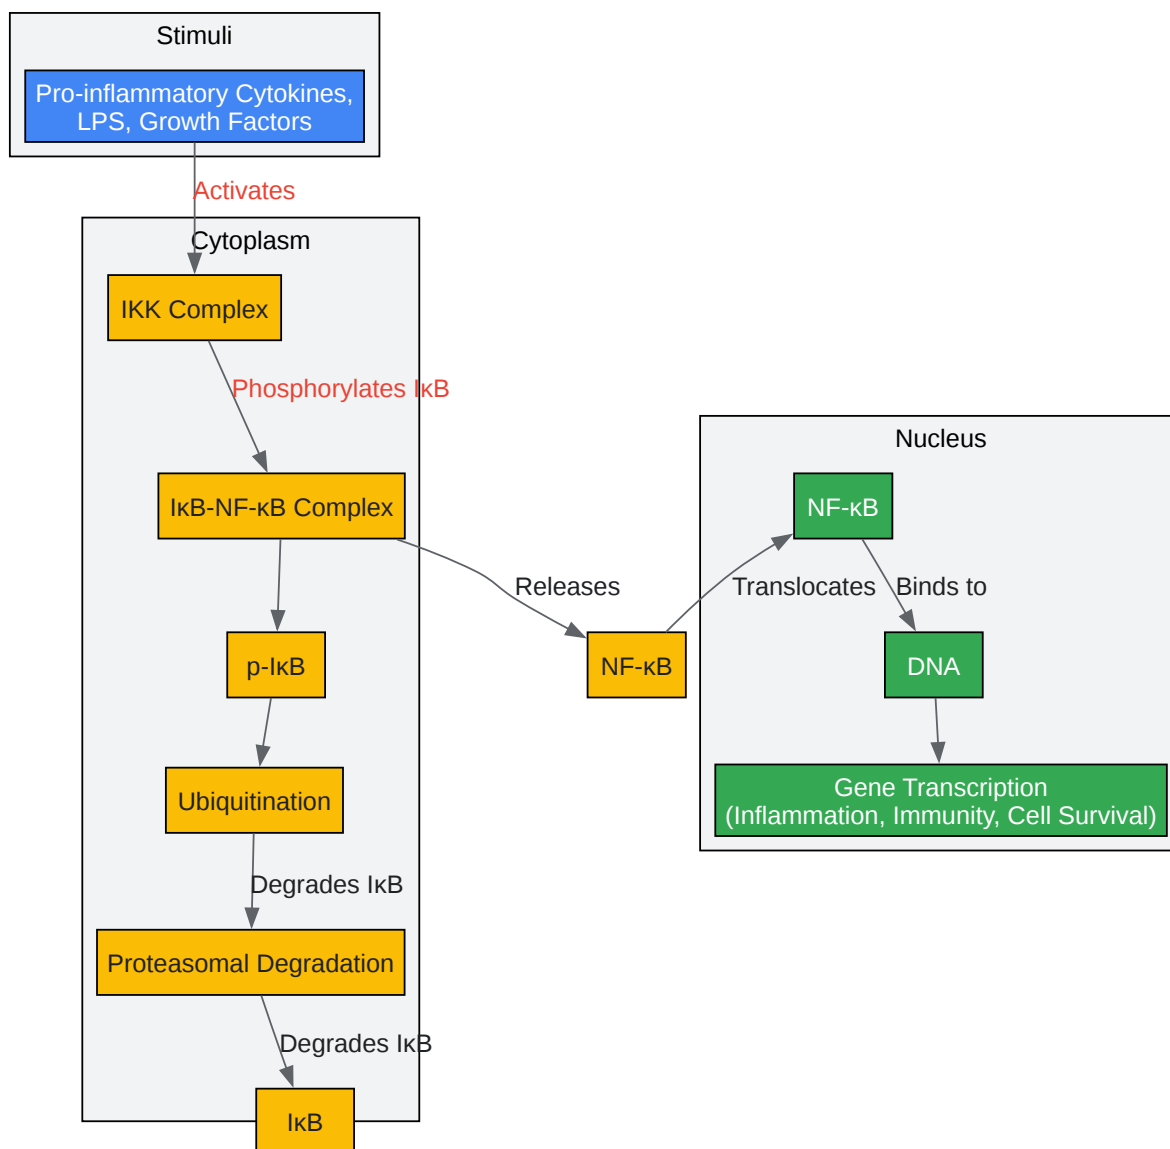 Stimuli
Pro-inflammatory Cytokines,
LPS, Growth Factors
Activates
Cytoplasm
IKK Complex
Phosphorylates IκB
IκB-NF-κB Complex
Releases
p-IκB
NF-κB
Ubiquitination
Degrades IκB
Proteasomal Degradation
Degrades IκB
IκB
Nucleus
NF-κB
Translocates
Binds to
DNA
Gene Transcription
(Inflammation, Immunity, Cell Survival)